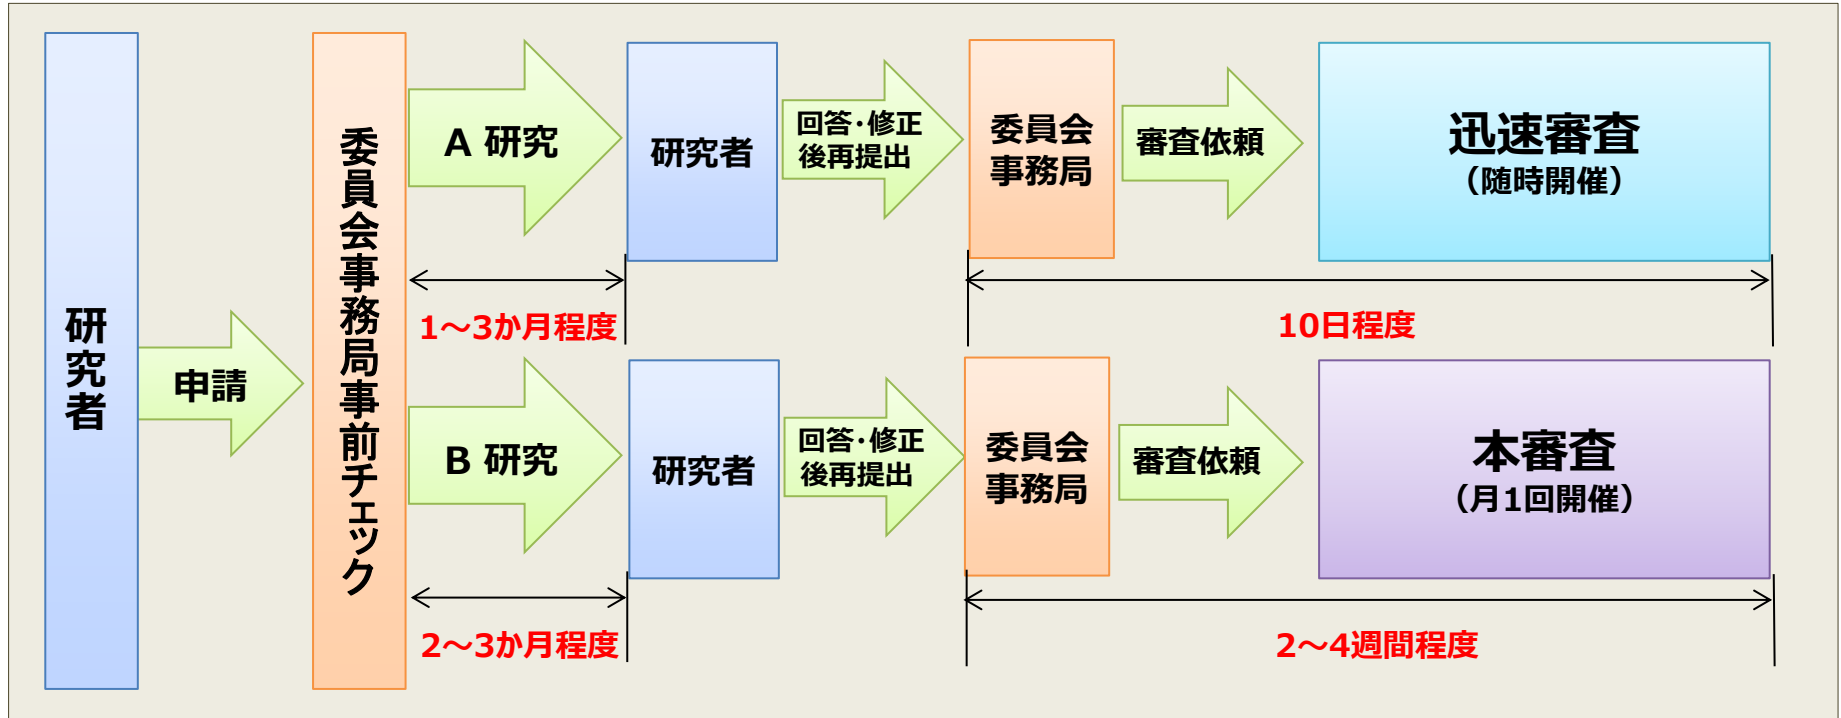 研究者
申請
委員会事務局事前チェック
A 研究
研究者
回答・修正
後再提出
委員会
事務局
審査依頼
迅速審査
（随時開催）
1～3か月程度
10日程度
B 研究
研究者
回答・修正
後再提出
委員会
事務局
審査依頼
本審査
（月1回開催）
2～3か月程度
2～4週間程度